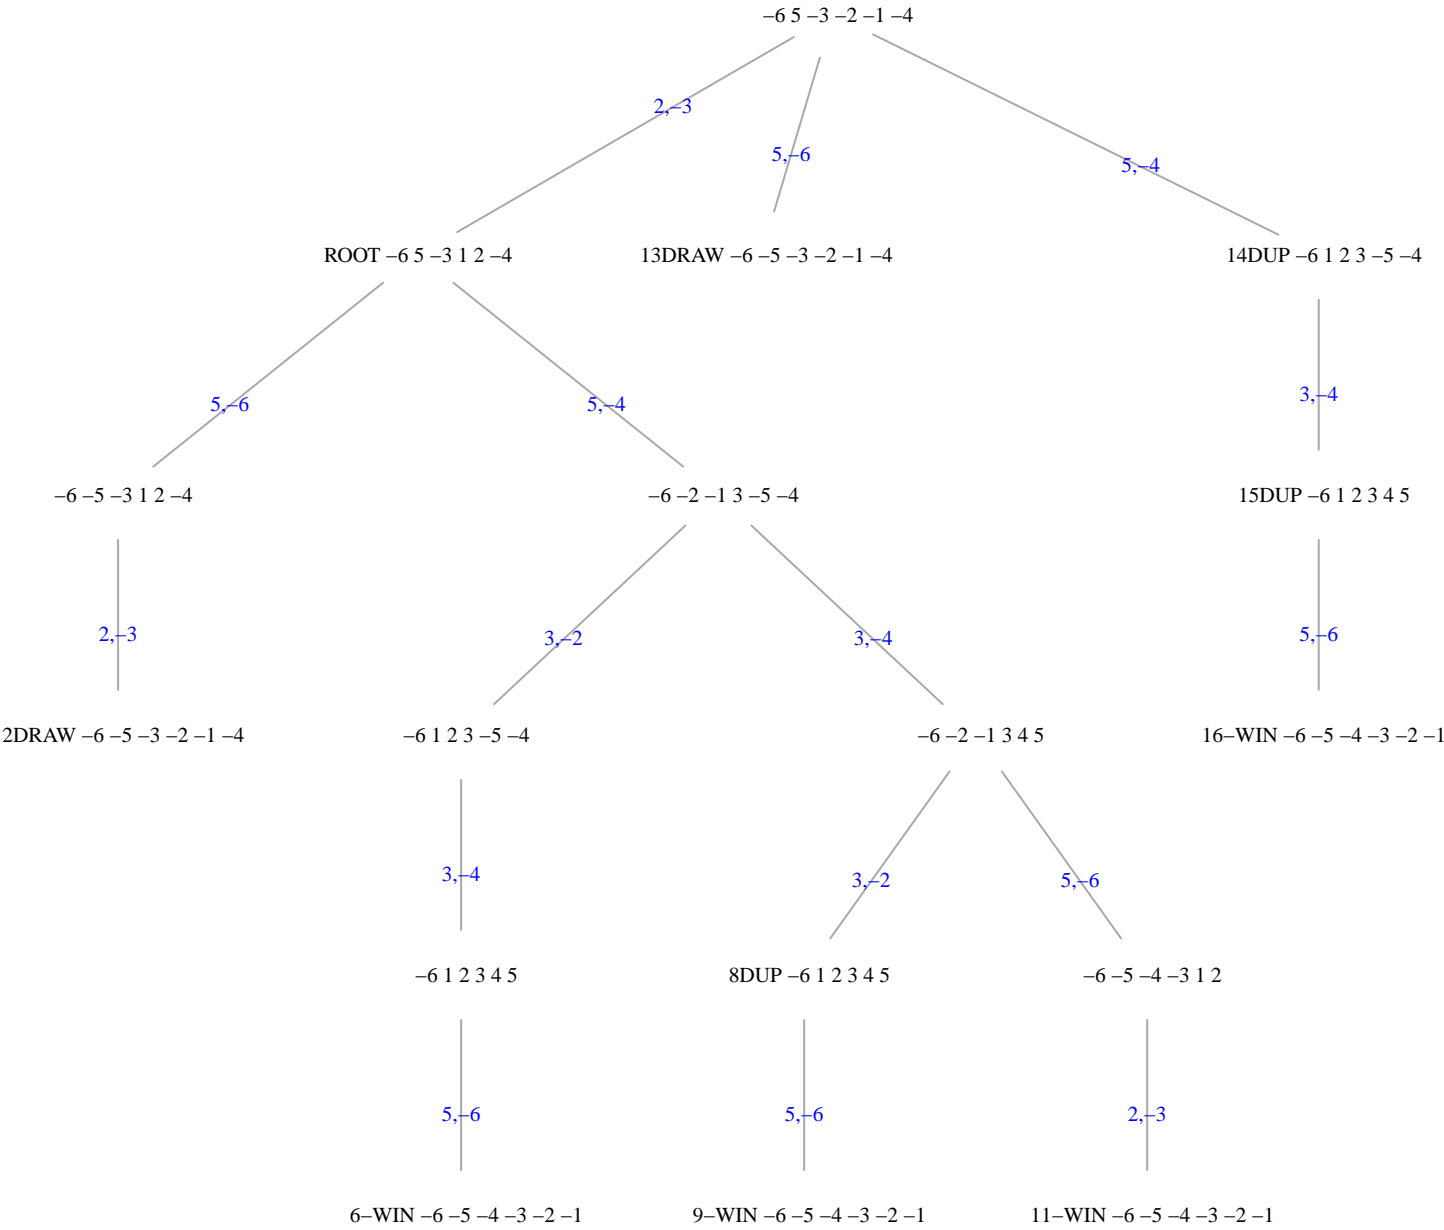 –6 5 –3 –2 –1 –4
2,–3
5,–6
5,–4
ROOT –6 5 –3 1 2 –4
13DRAW –6 –5 –3 –2 –1 –4
14DUP –6 1 2 3 –5 –4
5,–6
5,–4
3,–4
–6 –5 –3 1 2 –4
–6 –2 –1 3 –5 –4
15DUP –6 1 2 3 4 5
2,–3
3,–2
3,–4
5,–6
2DRAW –6 –5 –3 –2 –1 –4
–6 1 2 3 –5 –4
–6 –2 –1 3 4 5
16–WIN –6 –5 –4 –3 –2 –1
3,–4
3,–2
5,–6
–6 1 2 3 4 5
8DUP –6 1 2 3 4 5
–6 –5 –4 –3 1 2
5,–6
5,–6
2,–3
6–WIN –6 –5 –4 –3 –2 –1
9–WIN –6 –5 –4 –3 –2 –1
11–WIN –6 –5 –4 –3 –2 –1